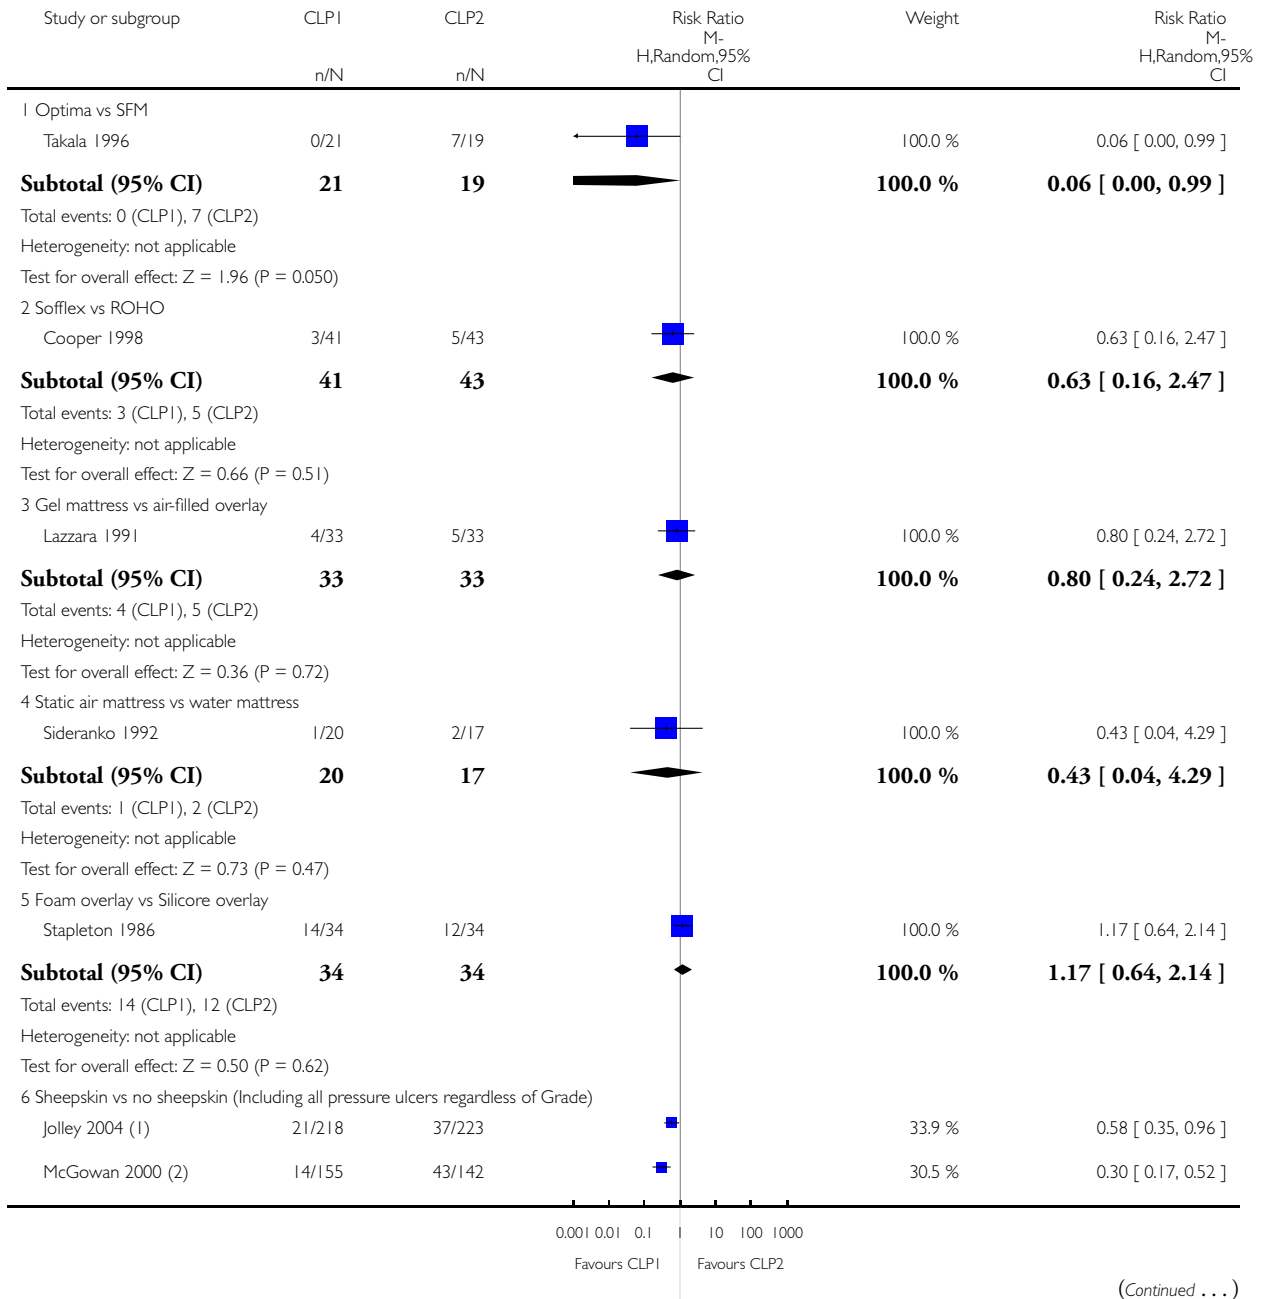 Study or subgroup CLP1 CLP2 Risk Ratio Weight Risk Ratio
M- M-
H,Random,95% H,Random,95%
n/N n/N CI CI
1 Optima vs SFM
Takala 1996 0/21 7/19 100.0 % 0.06 [ 0.00, 0.99 ]
Subtotal (95% CI) 21 19 100.0 % 0.06 [ 0.00, 0.99 ]
Total events: 0 (CLP1), 7 (CLP2)
Heterogeneity: not applicable
Test for overall effect: Z = 1.96 (P = 0.050)
2 Sofflex vs ROHO
Cooper 1998 3/41 5/43 100.0 % 0.63 [ 0.16, 2.47 ]
Subtotal (95% CI) 41 43 100.0 % 0.63 [ 0.16, 2.47 ]
Total events: 3 (CLP1), 5 (CLP2)
Heterogeneity: not applicable
Test for overall effect: Z = 0.66 (P = 0.51)
3 Gel mattress vs air-filled overlay
Lazzara 1991 4/33 5/33 100.0 % 0.80 [ 0.24, 2.72 ]
Subtotal (95% CI) 33 33 100.0 % 0.80 [ 0.24, 2.72 ]
Total events: 4 (CLP1), 5 (CLP2)
Heterogeneity: not applicable
Test for overall effect: Z = 0.36 (P = 0.72)
4 Static air mattress vs water mattress
Sideranko 1992 1/20 2/17 100.0 % 0.43 [ 0.04, 4.29 ]
Subtotal (95% CI) 20 17 100.0 % 0.43 [ 0.04, 4.29 ]
Total events: 1 (CLP1), 2 (CLP2)
Heterogeneity: not applicable
Test for overall effect: Z = 0.73 (P = 0.47)
5 Foam overlay vs Silicore overlay
Stapleton 1986 14/34 12/34 100.0 % 1.17 [ 0.64, 2.14 ]
Subtotal (95% CI) 34 34 100.0 % 1.17 [ 0.64, 2.14 ]
Total events: 14 (CLP1), 12 (CLP2)
Heterogeneity: not applicable
Test for overall effect: Z = 0.50 (P = 0.62)
6 Sheepskin vs no sheepskin (Including all pressure ulcers regardless of Grade)
Jolley 2004 (1) 21/218 37/223 33.9 % 0.58 [ 0.35, 0.96 ]
McGowan 2000 (2) 14/155 43/142 30.5 % 0.30 [ 0.17, 0.52 ]
0.001 0.01 0.1 1 10 100 1000
Favours CLP1 Favours CLP2
(Continued . . . )